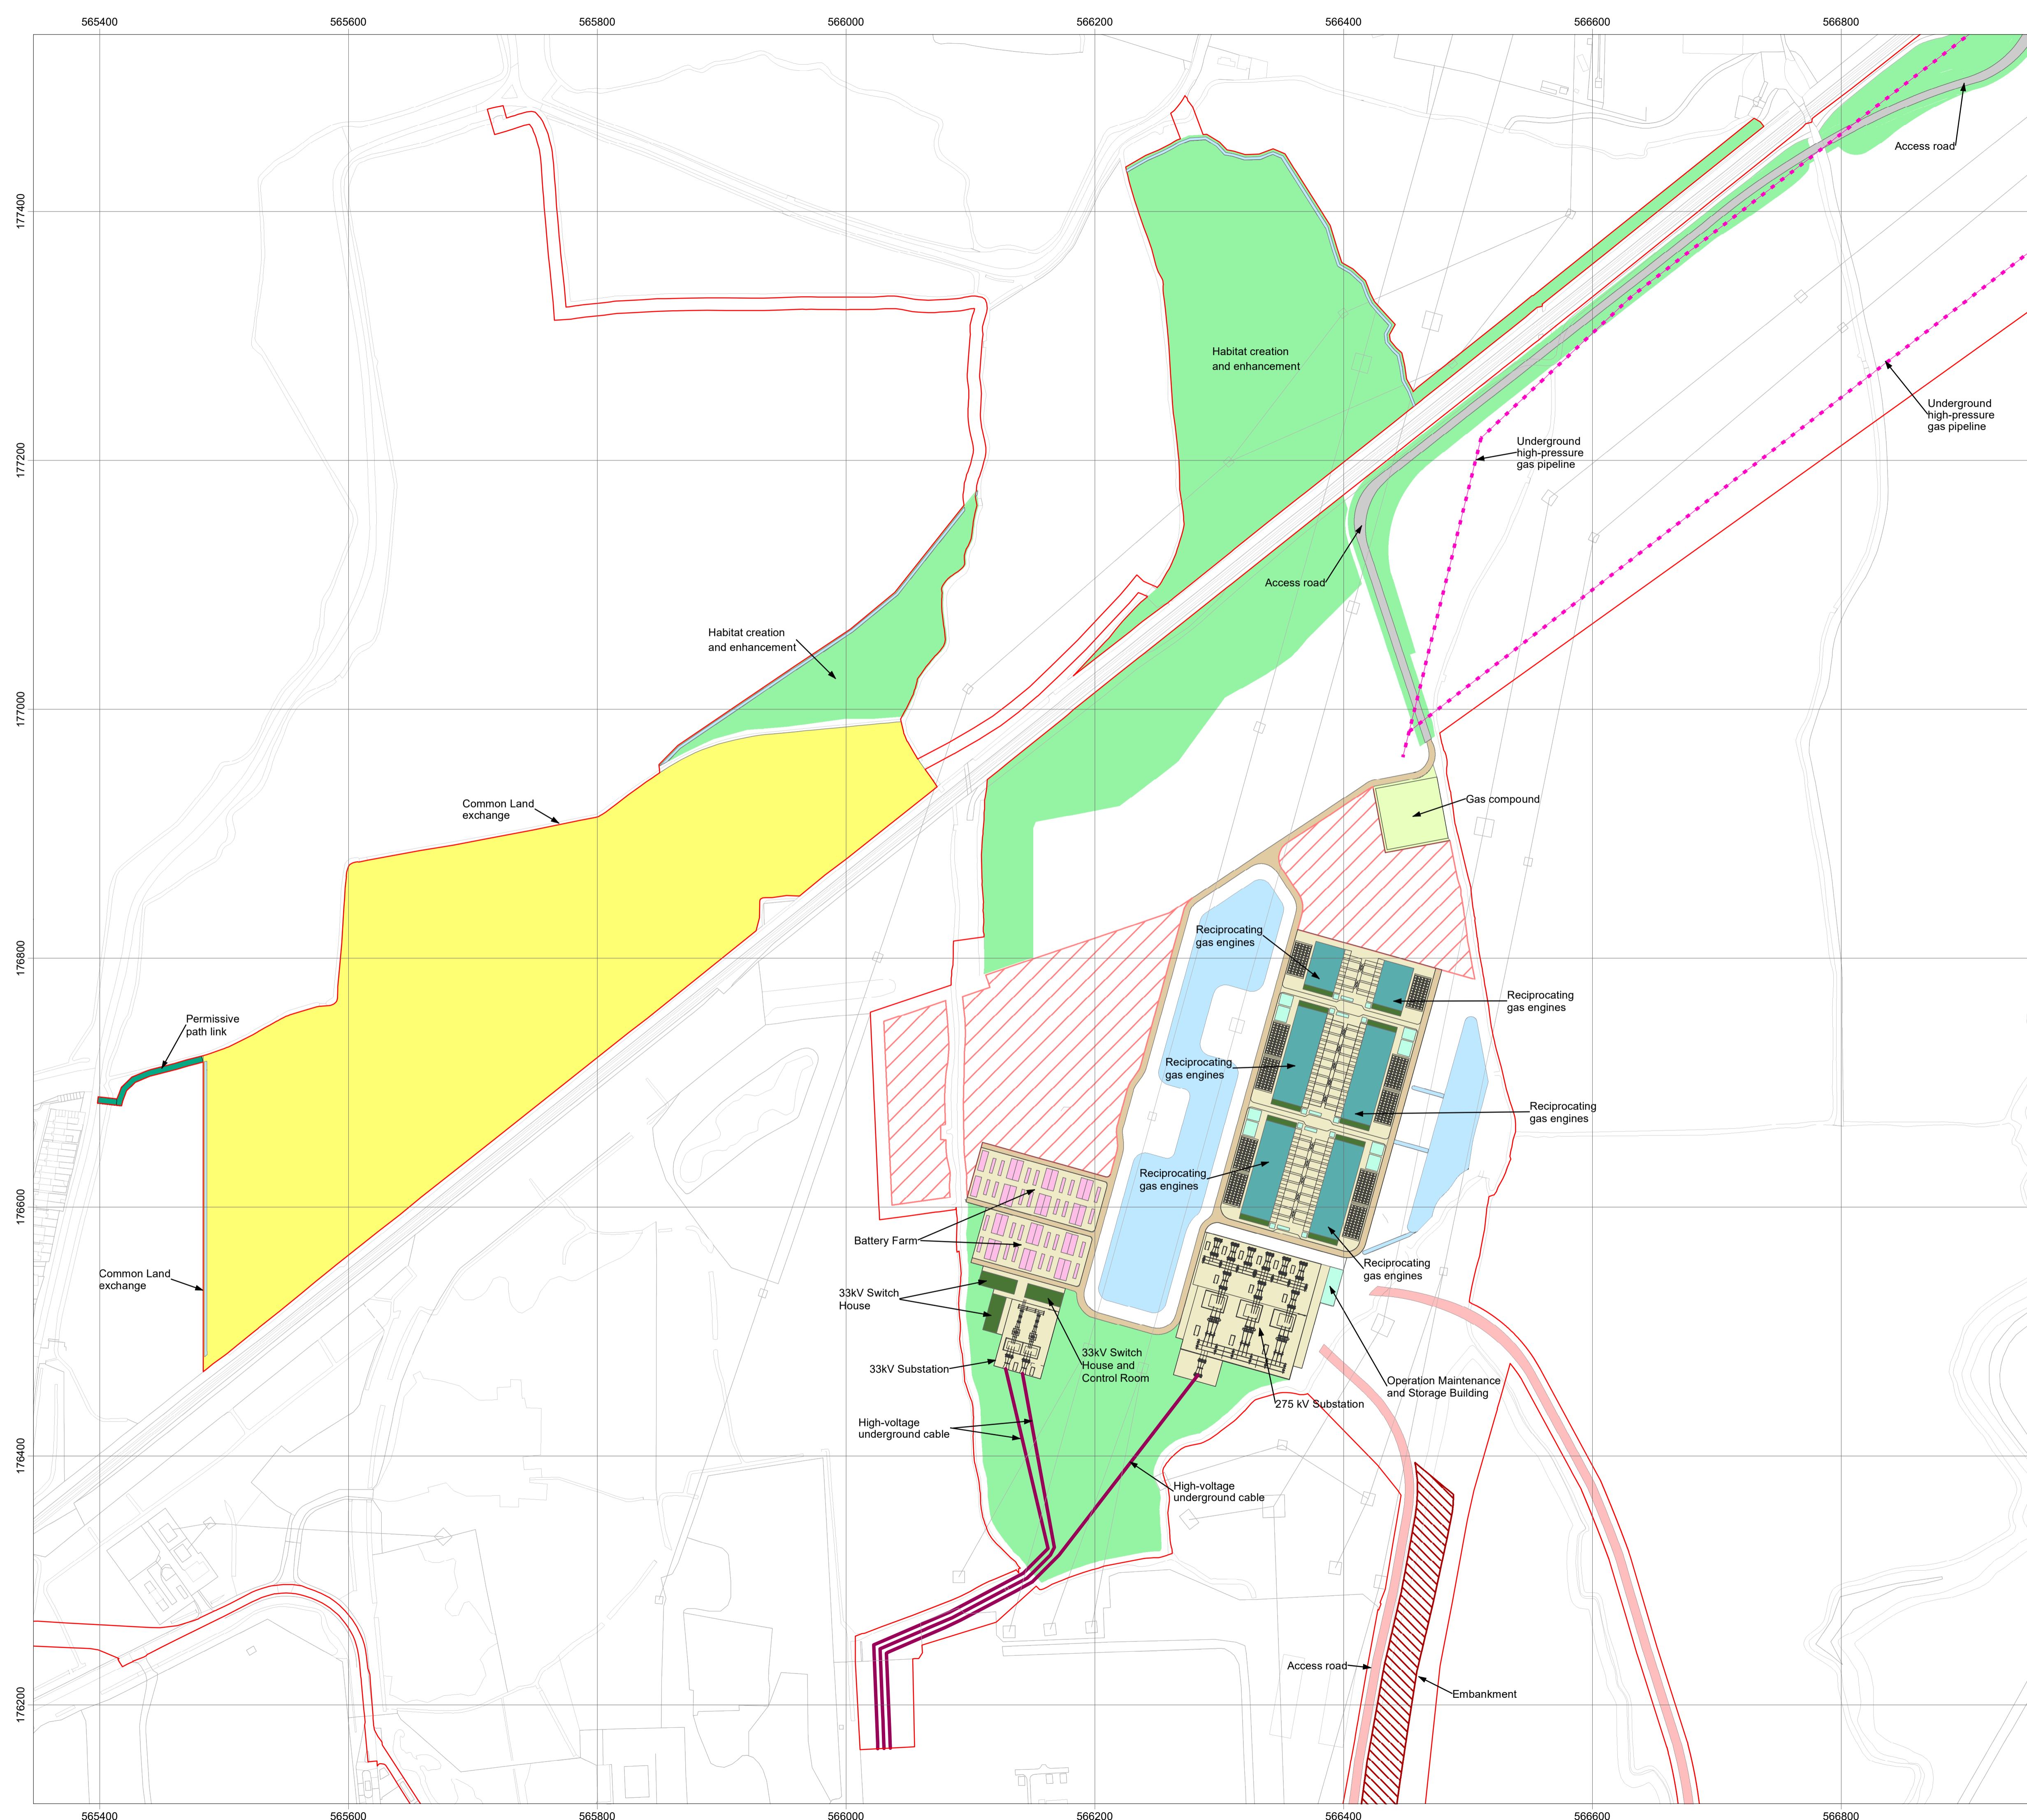 565400 565600 565800 566000 566200 566400 566600 566800
177400
177200
177000
176800
176600
176400
176200
Access road
Habitat creation
and enhancement
Underground
high-pressure
gas pipeline
Underground
high-pressure
gas pipeline
Access road
Habitat creation
and enhancement
Common Land
exchange
Gas compound
Reciprocating
gas engines
Reciprocating
gas engines
Permissive
path link
Reciprocating
gas engines
Reciprocating
gas engines
Reciprocating
gas engines
Battery Farm
Reciprocating
gas engines
Common Land
exchange
33kV Switch
House
33kV Switch
House and
Control Room
33kV Substation
Operation Maintenance
and Storage Building
275 kV Substation
High-voltage
underground cable
High-voltage
underground cable
Access road
Embankment
565400 565600 565800 566000 566200 566400 566600 566800